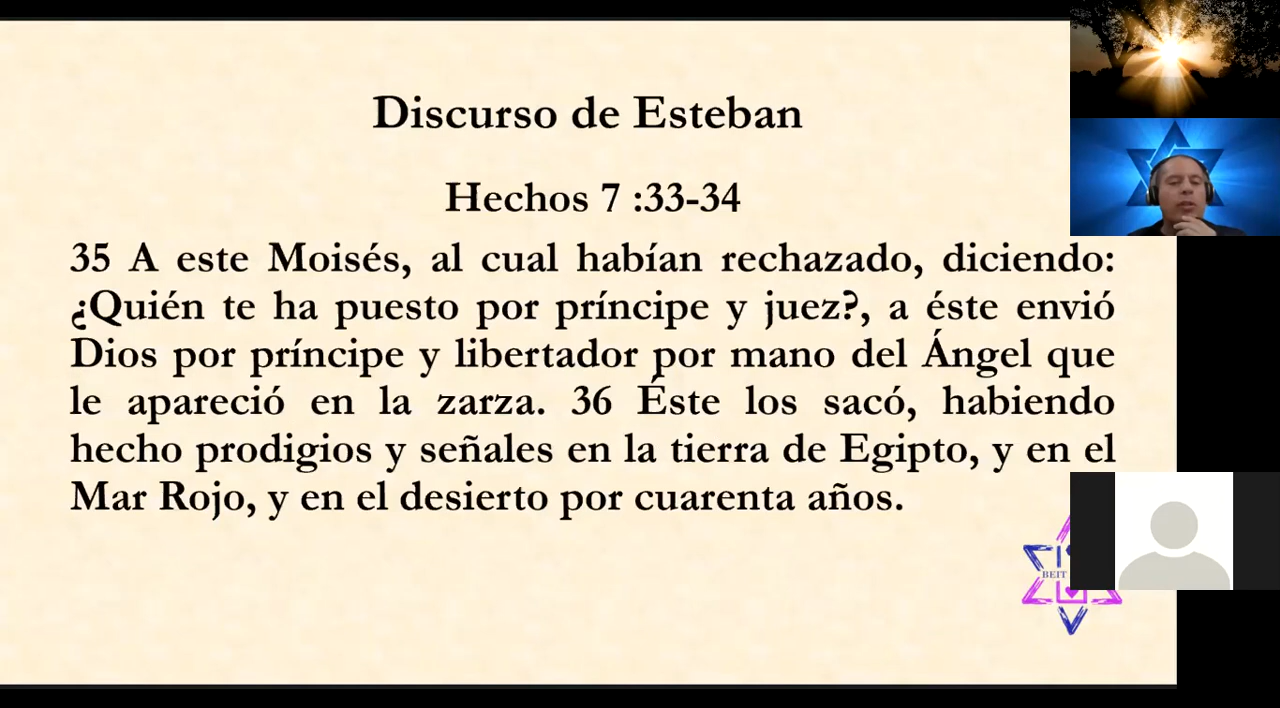 Discurso de Esteban
Hechos 7 :33-34
35 A este Moisés, al cual habían rechazado, diciendo:
¿Quién te ha puesto por príncipe y juez?, a éste envió
Dios por príncipe y libertador por mano del Ángel que
le apareció en la zarza. 36 Éste los sacó, habiendo
hecho prodigios y señales en la tierra de Egipto, y en el
Mar Rojo, y en el desierto por cuarenta años.
BEIT